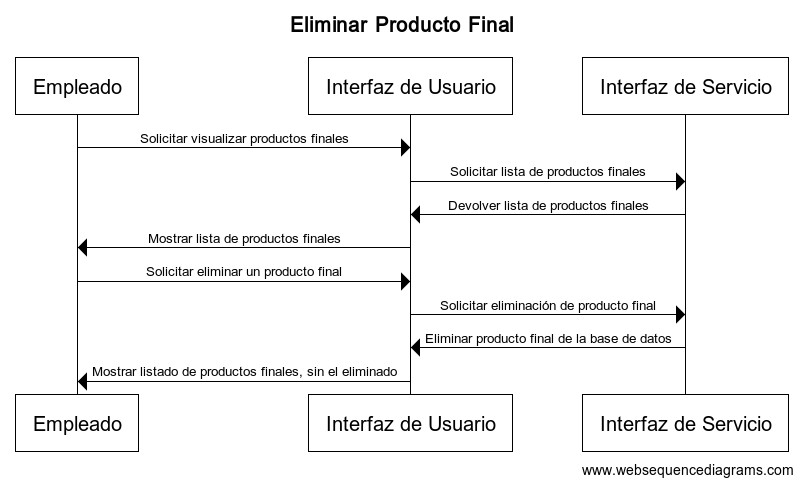 Eliminar Producto Final
Empleado
Interfaz de Usuario
Interfaz de Servicio
Solicitar visualizar productos finales
Solicitar lista de productos finales
Devolver lista de productos finales
Mostrar lista de productos finales
Solicitar eliminar un producto final
Solicitar eliminación de producto final
Eliminar producto final de la base de datos
Mostrar listado de productos finales, sin el eliminado
Empleado
Interfaz de Usuario
Interfaz de Servicio
www.websequencediagrams.com